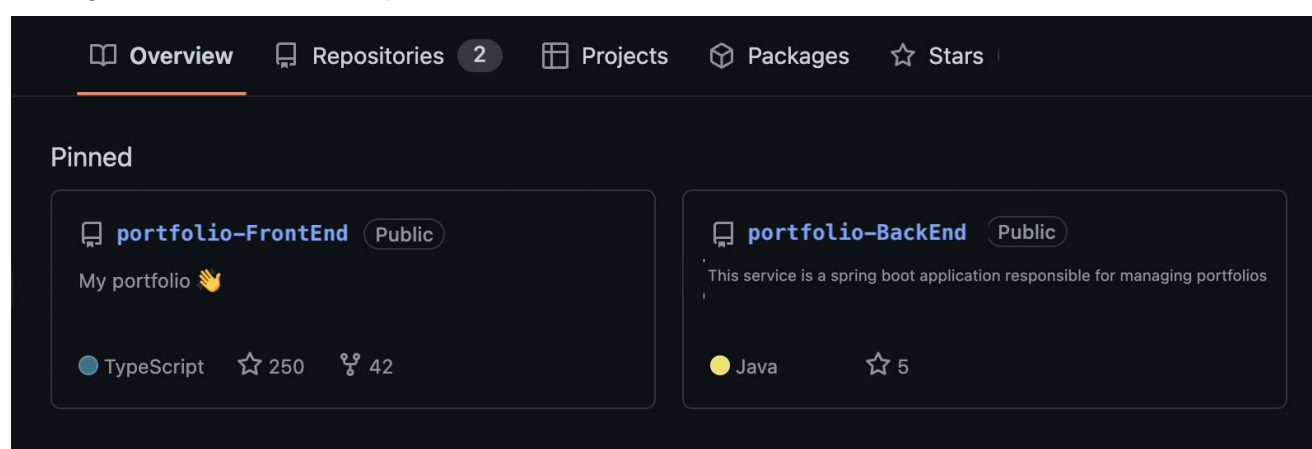 Overview Repositories 2 Projects Packages Stars
Pinned
portfolio-FrontEnd Public
My portfolio 👋
TypeScript 250 42
portfolio-BackEnd Public
This service is a spring boot application responsible for managing portfolios
Java 5